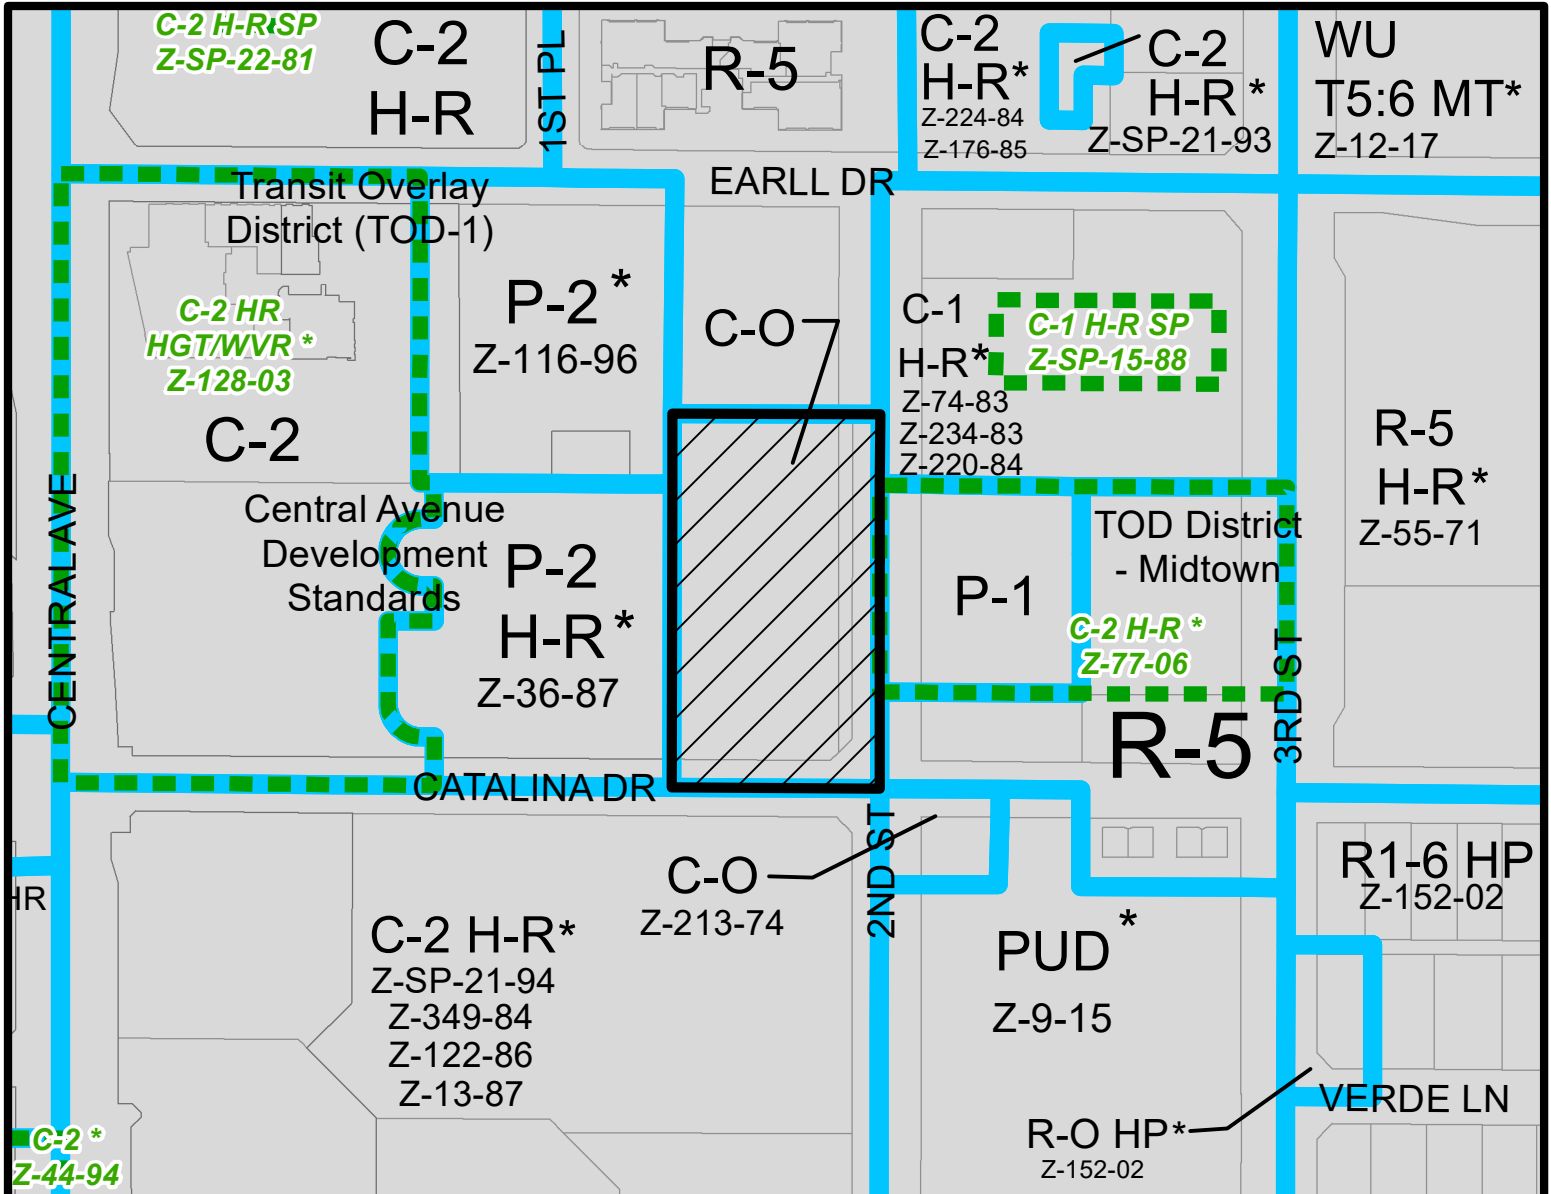 C-2 H-R SP
Z-SP-22-81
C-2
H-R
1ST PL
R-5
C-2
H-R*
Z-224-84
Z-176-85
C-2
H-R *
Z-SP-21-93
WU
T5:6 MT*
Z-12-17
EARLL DR
Transit Overlay
District (TOD-1)
C-2 HR
HGT/WVR *
Z-128-03
C-2
P-2 *
Z-116-96
C-O
C-1
H-R*
Z-74-83
Z-234-83
Z-220-84
C-1 H-R SP
Z-SP-15-88
R-5
H-R *
Z-55-71
CENTRAL AVE
Central Avenue
Development
Standards
P-2
H-R *
Z-36-87
P-1
TOD District
- Midtown
C-2 H-R *
Z-77-06
3RD ST
R-5
CATALINA DR
2ND ST
C-O
Z-213-74
R1-6 HP
Z-152-02
HR
C-2 H-R*
Z-SP-21-94
Z-349-84
Z-122-86
Z-13-87
PUD *
Z-9-15
VERDE LN
R-O HP*
Z-152-02
C-2 *
Z-44-94